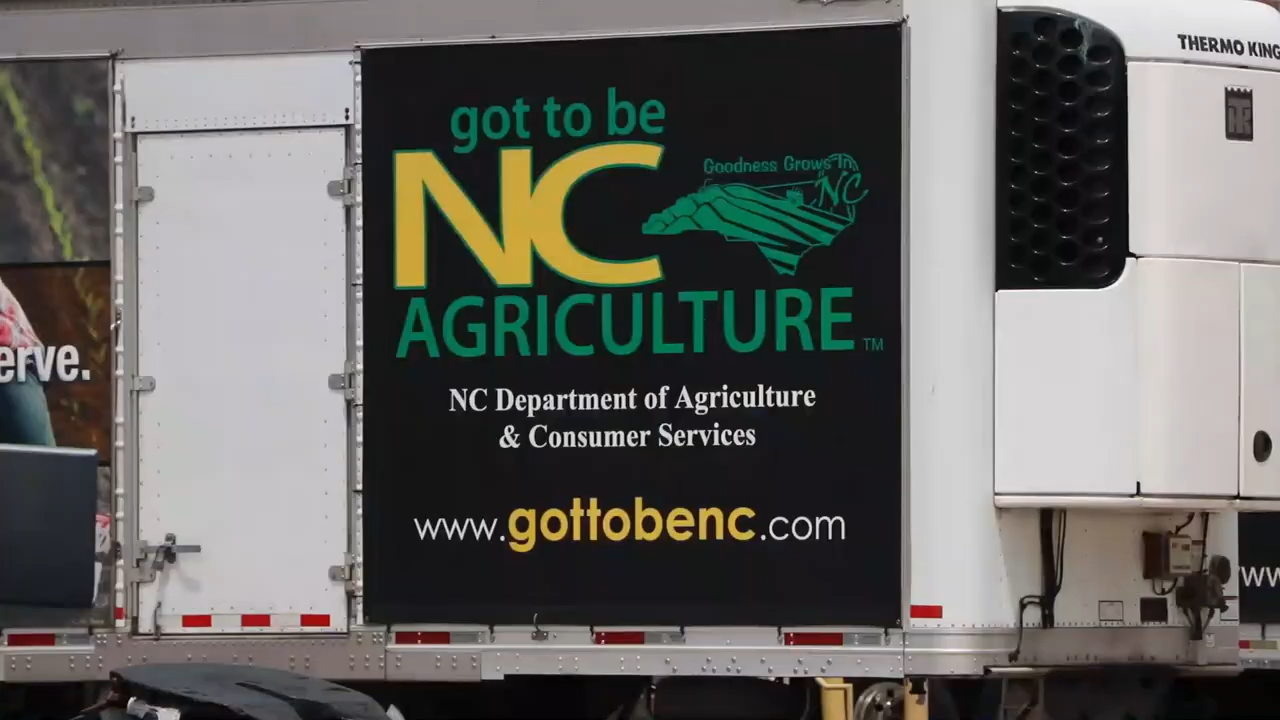 THERMO KING
got to be
NC
Goodness Grows In
NC
AGRICULTURE TM
erve.
NC Department of Agriculture
& Consumer Services
www.gottobenc.com
ww